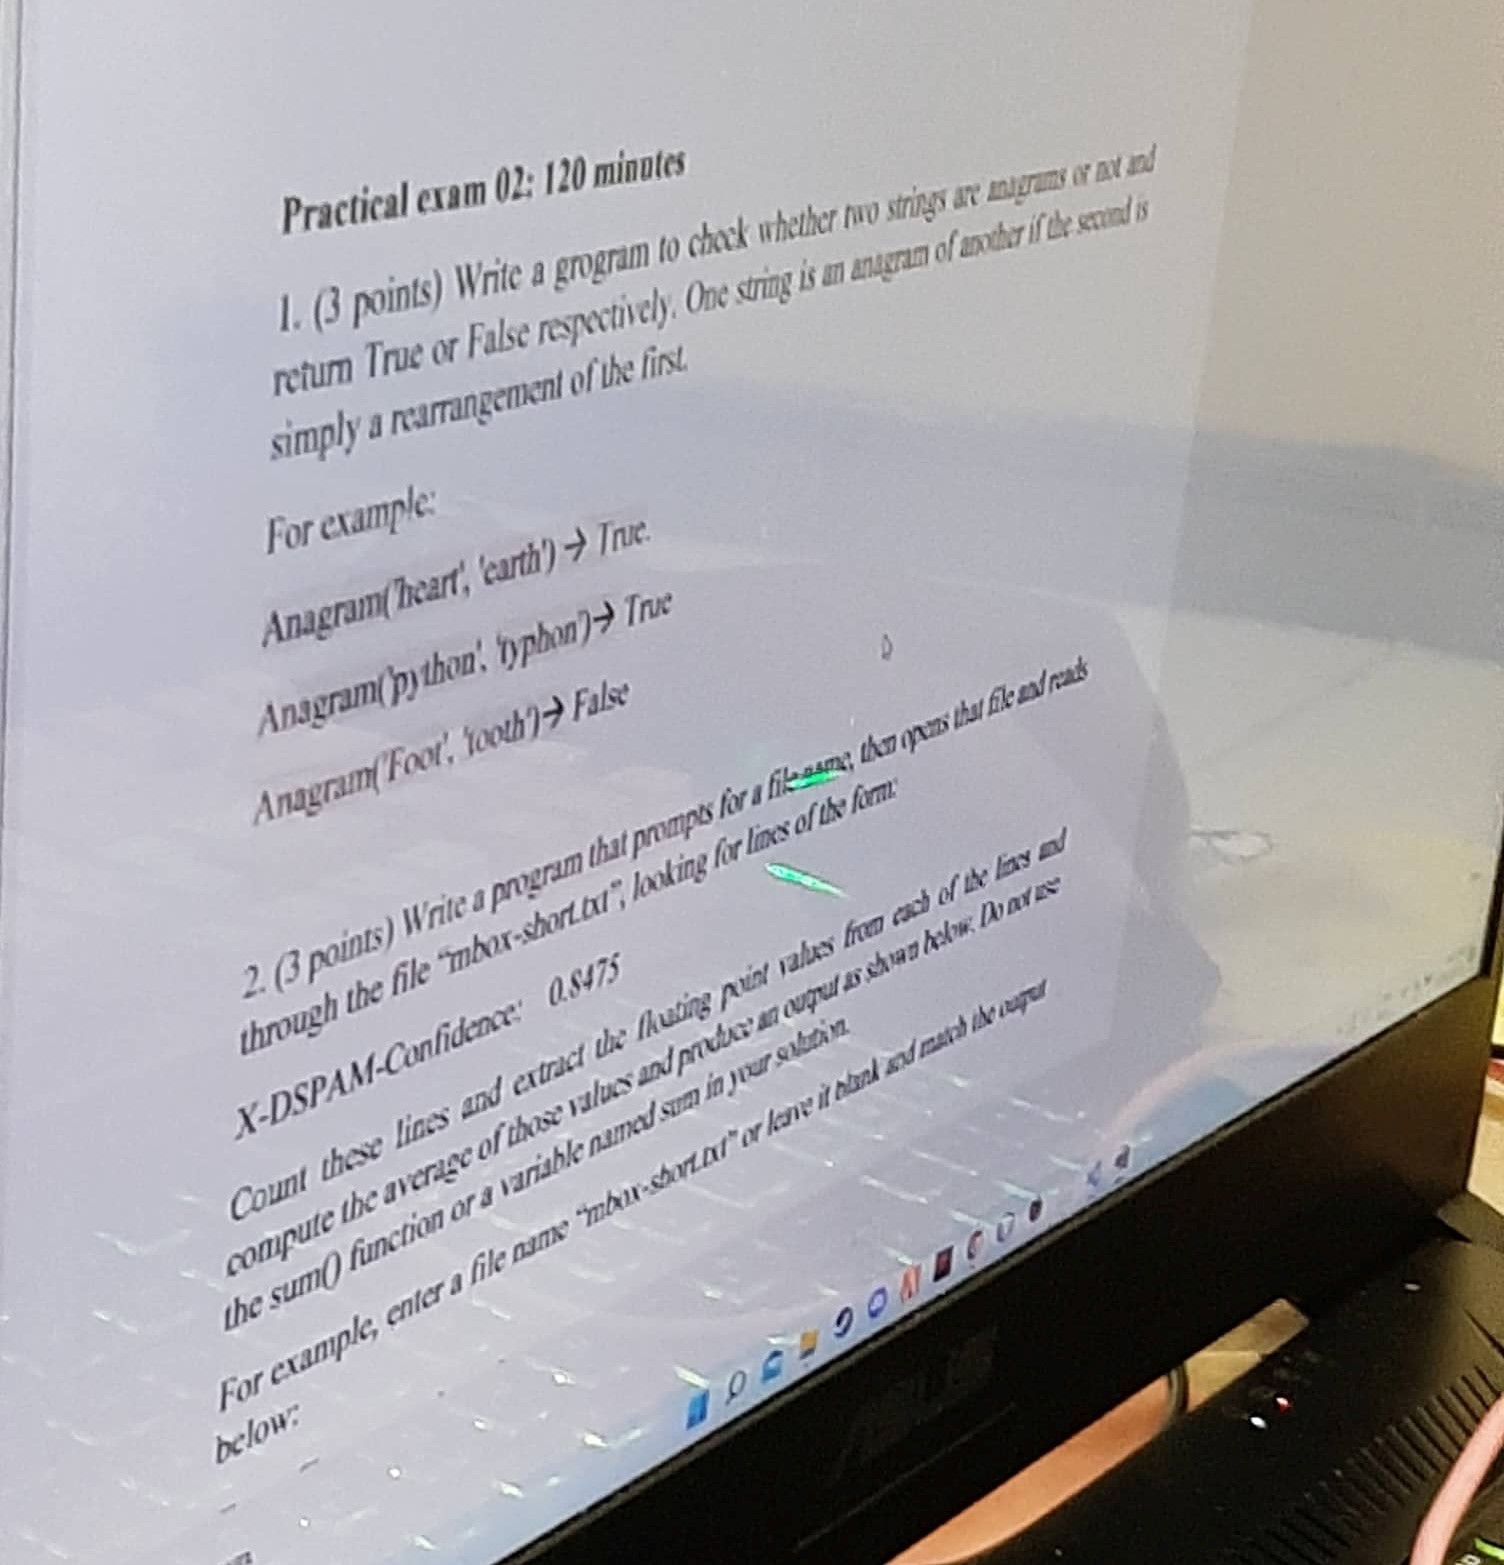 Practical exam 02: 120 minutes
1. (3 points) Write a grogram to check whether two strings are anagrams or not and
return True or False respectively. One string is an anagram of another if the second is
simply a rearrangement of the first.
For example:
Anagram('heart', 'earth') → True.
Anagram('python', 'typhon')→ True
Anagram('Foot', 'tooth')→ False
2. (3 points) Write a program that prompts for a file name, then opens that file and reads
through the file “mbox-short.txt”, looking for lines of the form:
X-DSPAM-Confidence: 0.8475
Count these lines and extract the floating point values from each of the lines and
compute the average of those values and produce an output as shown below. Do not use
the sum() function or a variable named sum in your solution.
For example, enter a file name “mbox-short.txt” or leave it blank and match the output
below: